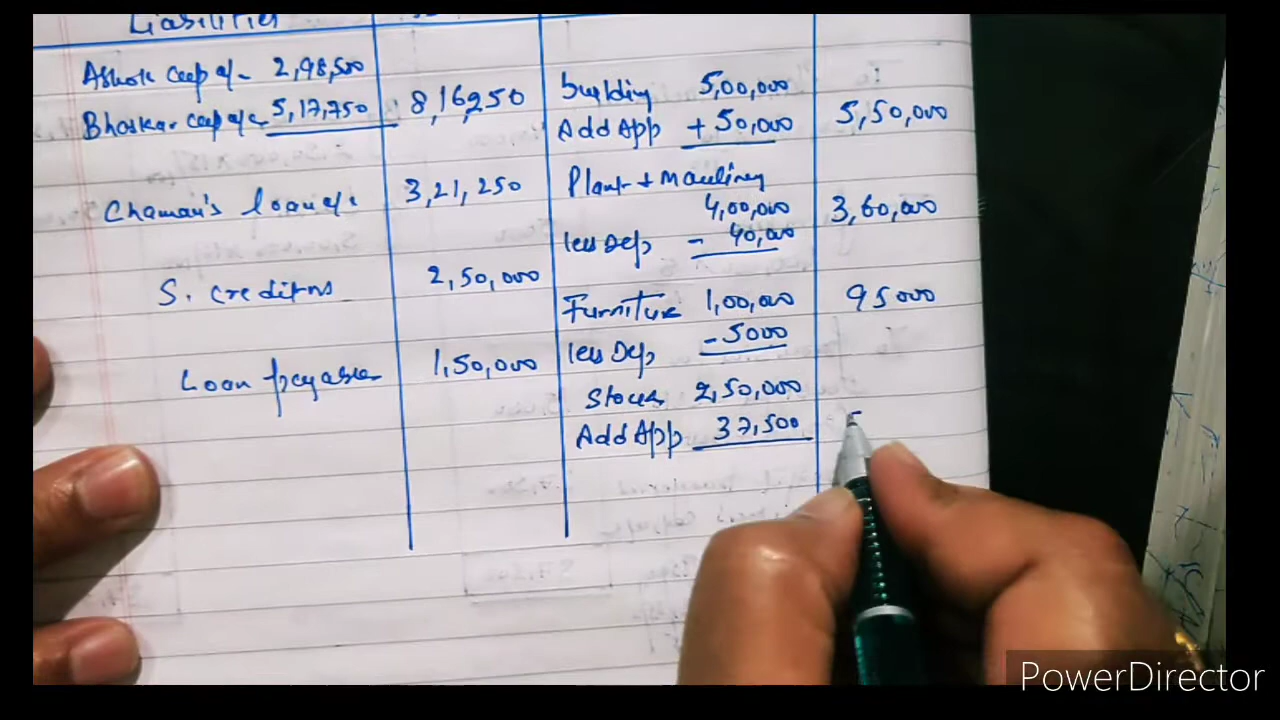 Liabilities
Ashok Cap a/c 2,98,500
Bhaskar cap a/c 5,17,750 8,16,250
Chaman's loan a/c 3,21,250
S. creditors 2,50,000
Loan payable 1,50,000
building 5,00,000
Add App + 50,000 5,50,000
Plant + Machinery
4,00,000 3,60,000
less Dep - 40,000
Furniture 1,00,000 95000
less Dep - 5000
Stock 2,50,000
Add App 37,500
PowerDirector